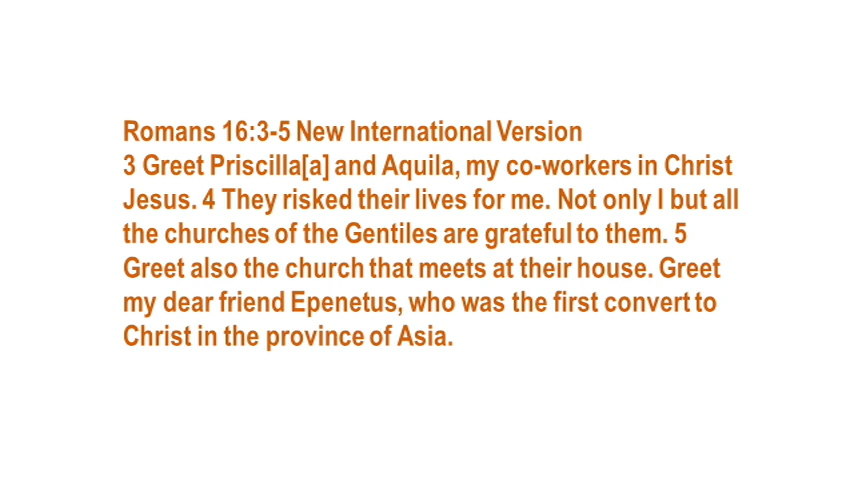 Romans 16:3-5 New International Version
3 Greet Priscilla[a] and Aquila, my co-workers in Christ
Jesus. 4 They risked their lives for me. Not only I but all
the churches of the Gentiles are grateful to them. 5
Greet also the church that meets at their house. Greet
my dear friend Epenetus, who was the first convert to
Christ in the province of Asia.